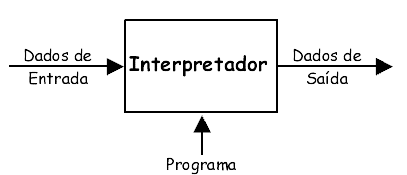 Dados de
Entrada
Interpretador
Dados de
Saída
Programa